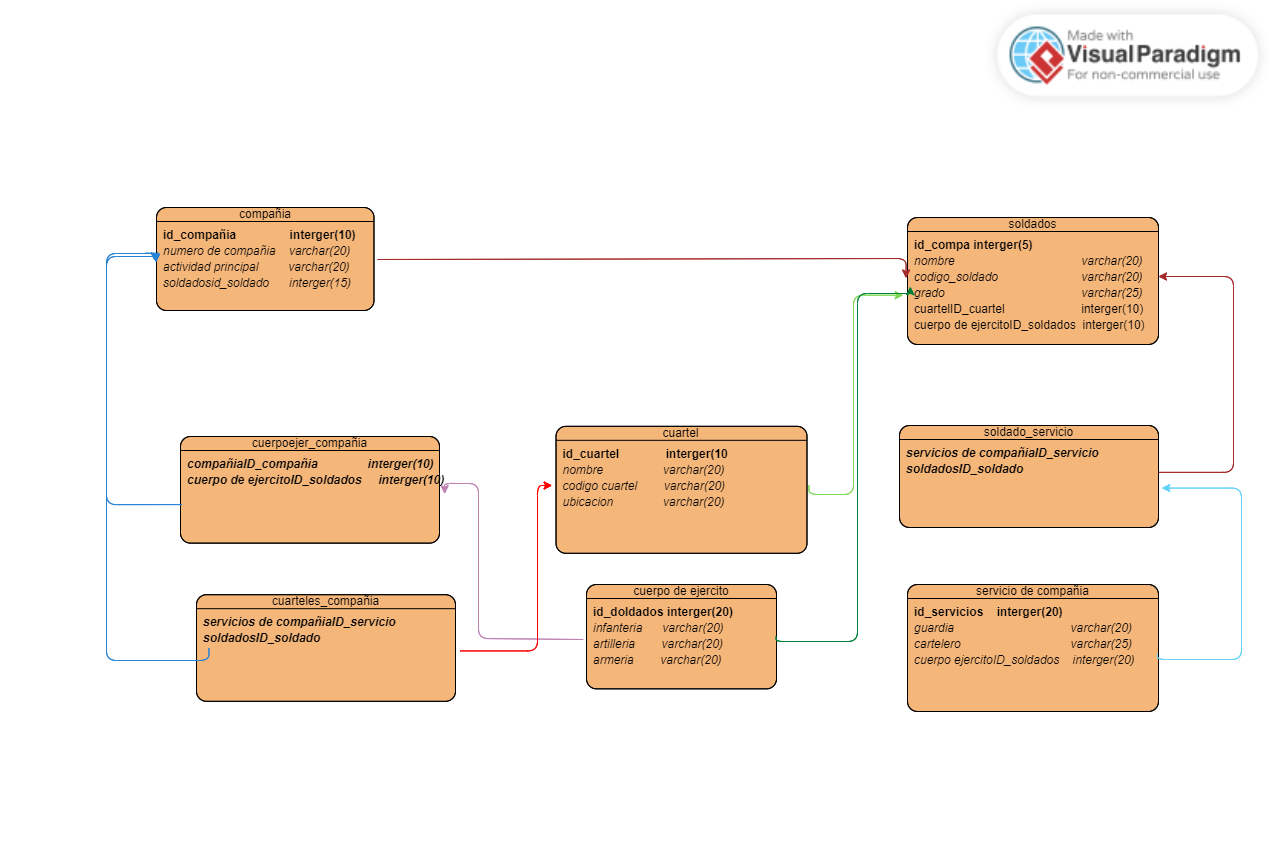 Made with
Visual Paradigm
For non-commercial use
compañia
id_compañia interger(10)
numero de compañia varchar(20)
actividad principal varchar(20)
soldadosid_soldado interger(15)
soldados
id_compa interger(5)
nombre varchar(20)
codigo_soldado varchar(20)
grado varchar(25)
cuartelID_cuartel interger(10)
cuerpo de ejercitoID_soldados interger(10)
cuerpoejer_compañia
compañiaID_compañia interger(10)
cuerpo de ejercitoID_soldados interger(10)
cuartel
id_cuartel interger(10
nombre varchar(20)
codigo cuartel varchar(20)
ubicacion varchar(20)
soldado_servicio
servicios de compañiaID_servicio
soldadosID_soldado
cuarteles_compañia
servicios de compañiaID_servicio
soldadosID_soldado
cuerpo de ejercito
id_doldados interger(20)
infanteria varchar(20)
artilleria varchar(20)
armeria varchar(20)
servicio de compañia
id_servicios interger(20)
guardia varchar(20)
cartelero varchar(25)
cuerpo ejercitoID_soldados interger(20)